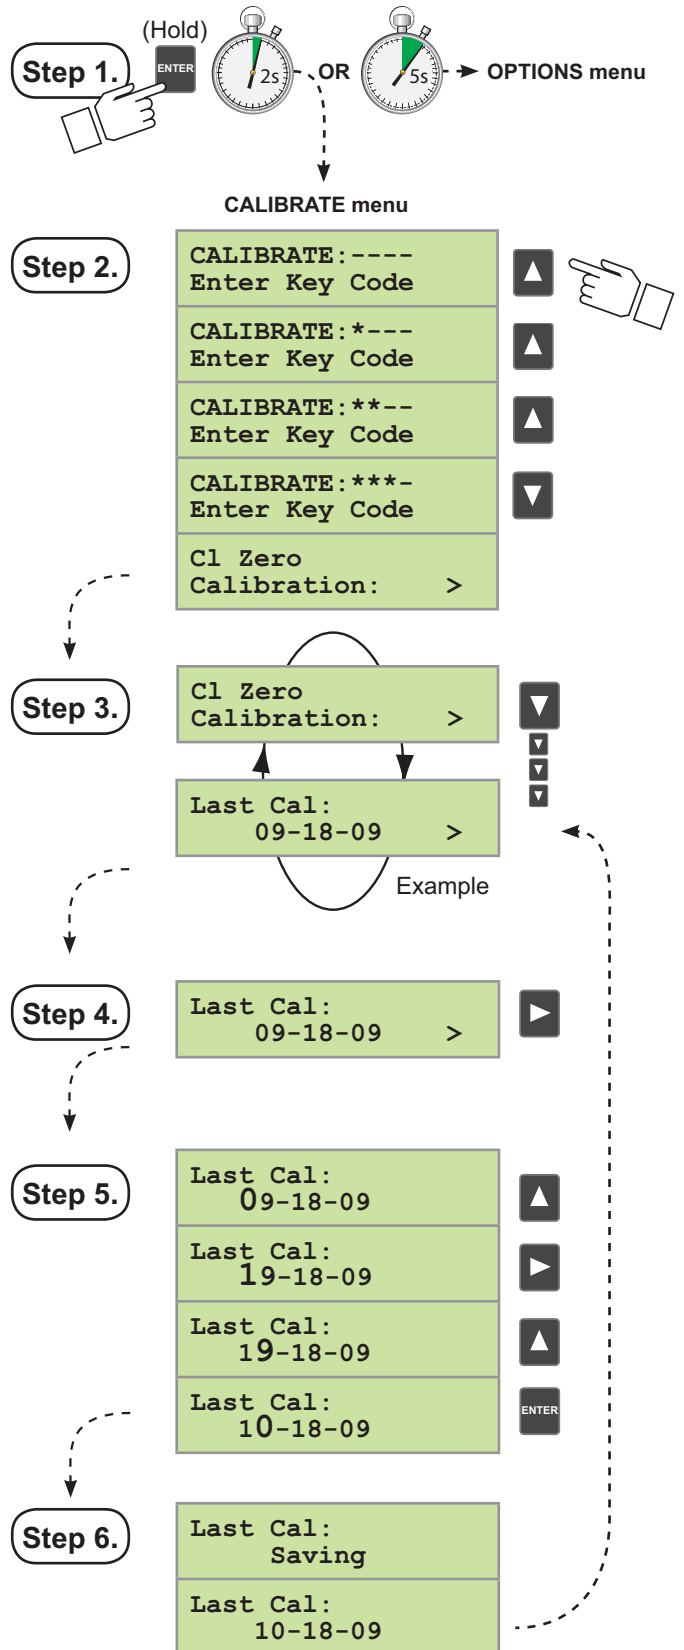 (Hold)
Step 1.
ENTER
2s
OR
5s
OPTIONS menu
CALIBRATE menu
Step 2.
CALIBRATE:----
Enter Key Code
CALIBRATE:*---
Enter Key Code
CALIBRATE:**--
Enter Key Code
CALIBRATE:***-
Enter Key Code
Cl Zero
Calibration: >
Step 3.
Cl Zero
Calibration: >
Last Cal:
09-18-09 >
Example
Step 4.
Last Cal:
09-18-09 >
Step 5.
Last Cal:
09-18-09
Last Cal:
19-18-09
Last Cal:
19-18-09
Last Cal:
10-18-09
ENTER
Step 6.
Last Cal:
Saving
Last Cal:
10-18-09